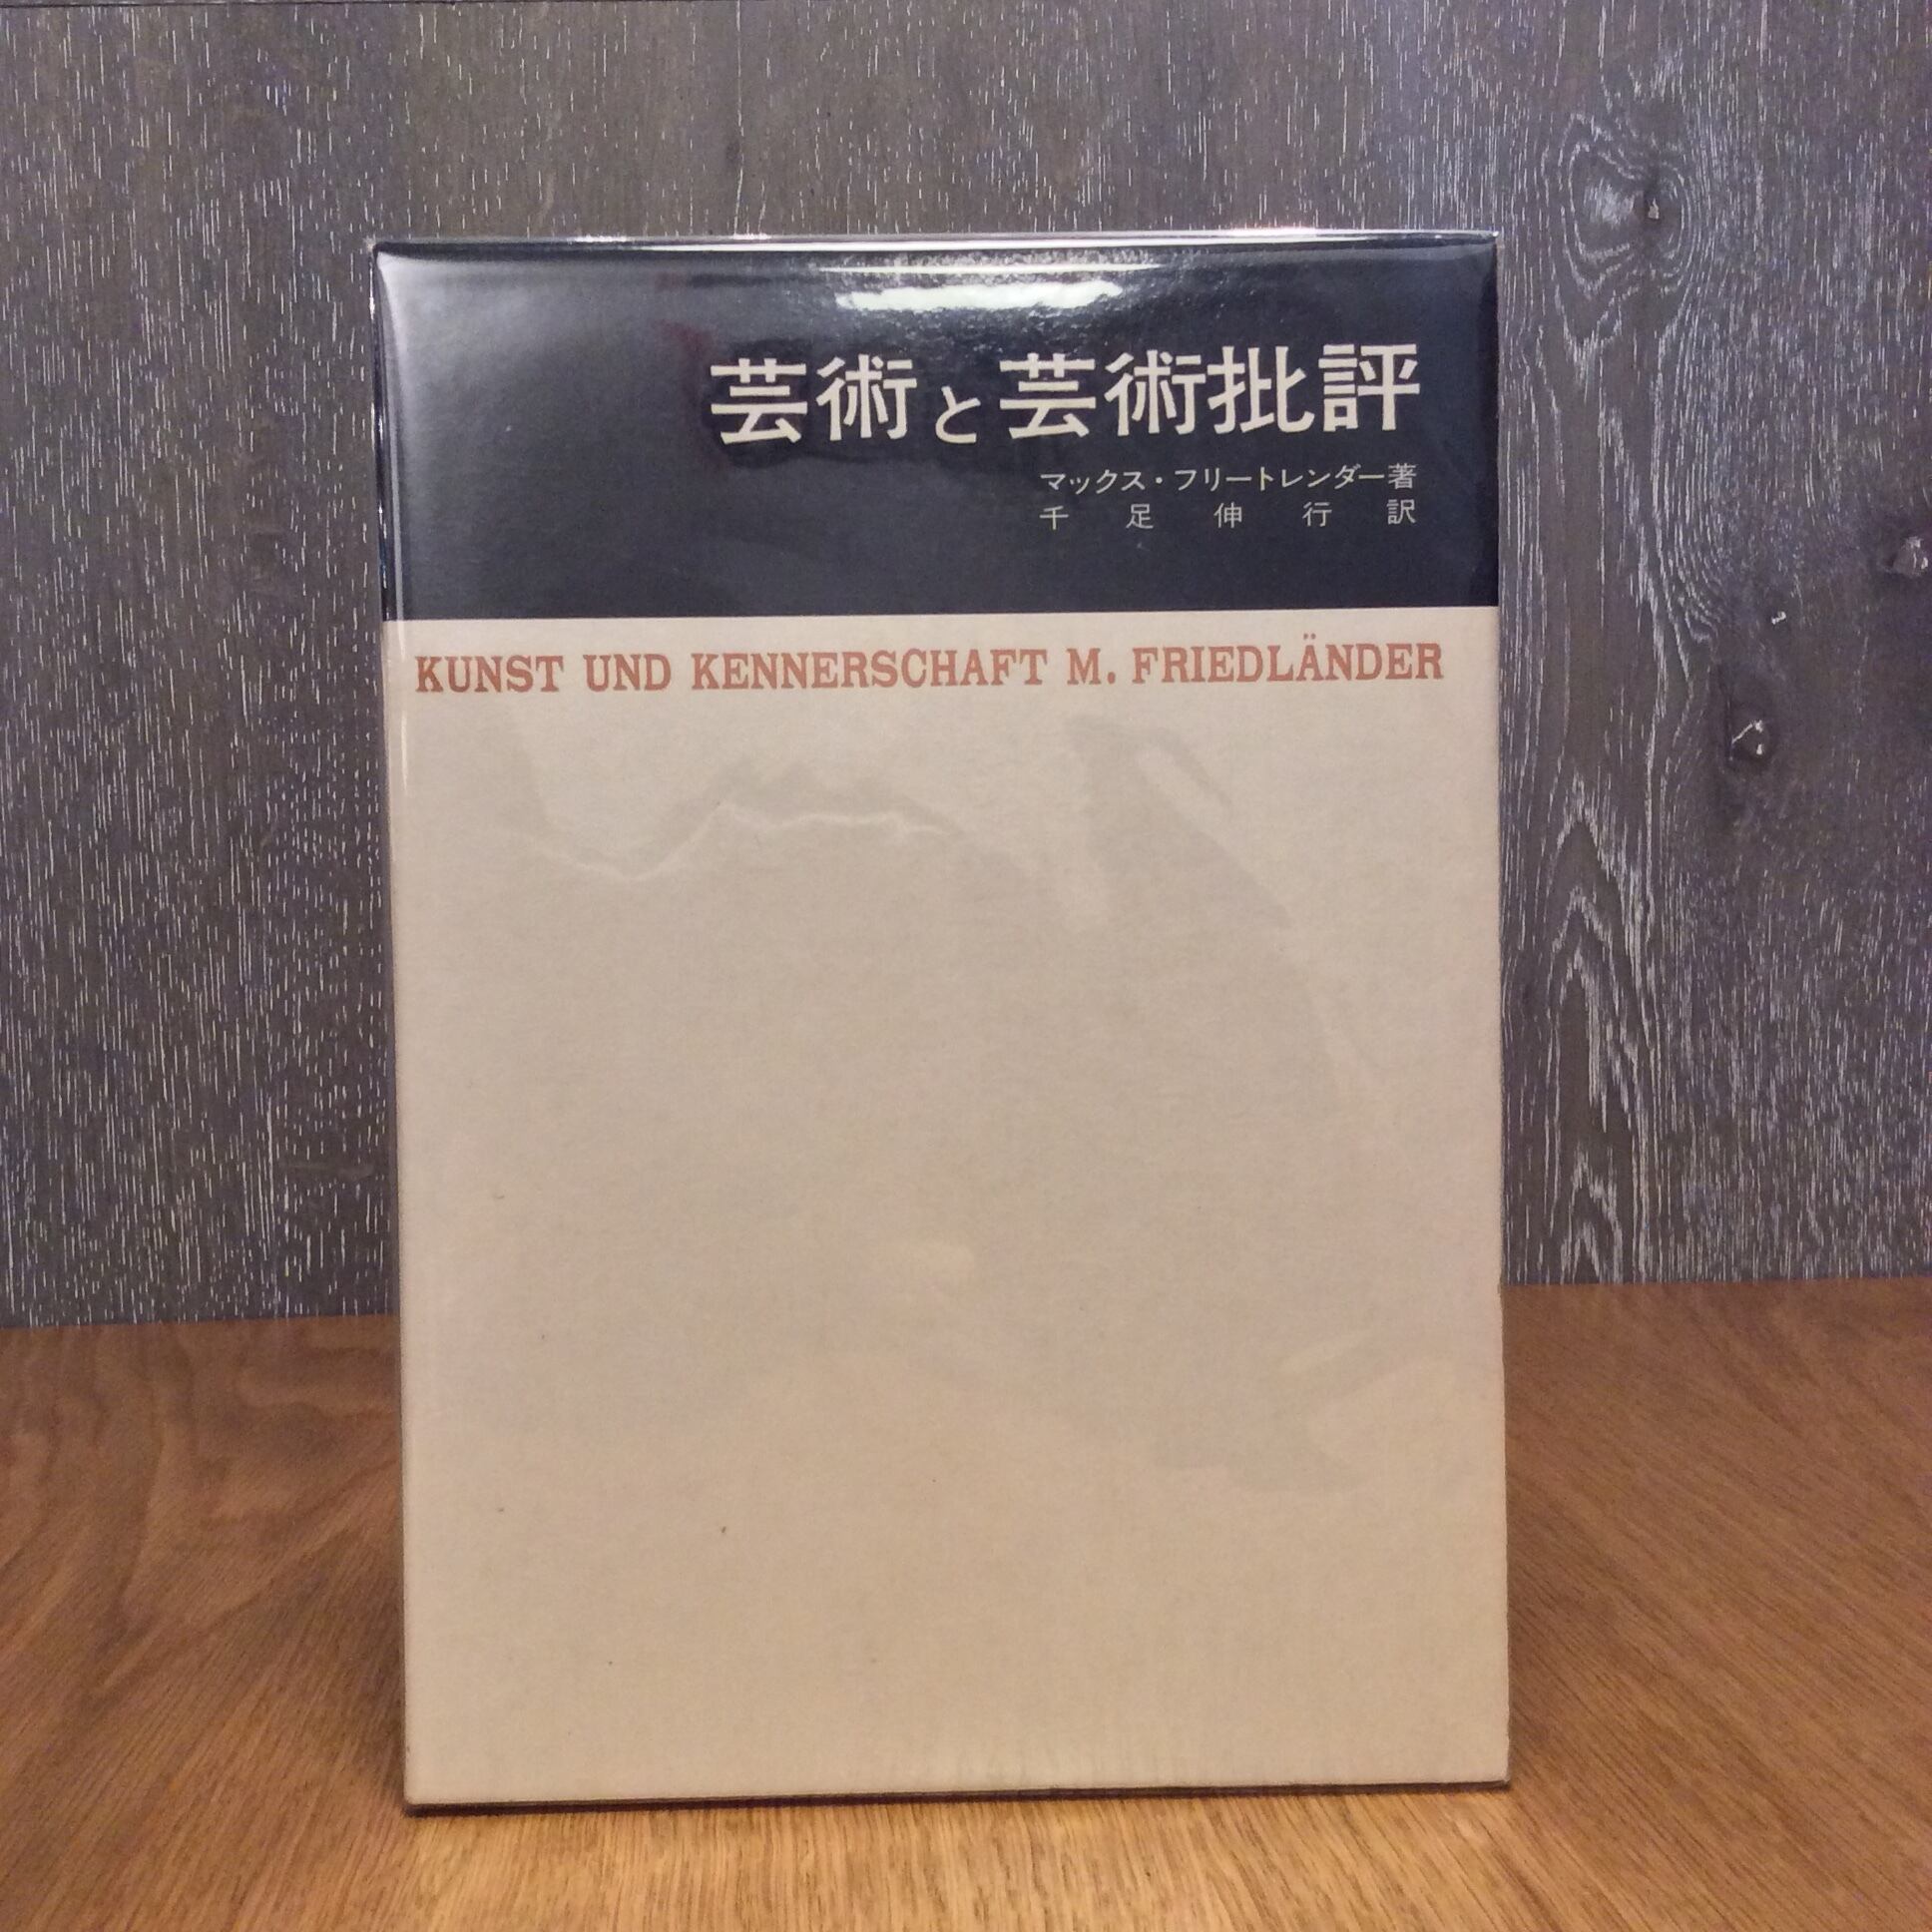 芸術と芸術批評
マックス・フリートレンダー著
千足伸行訳
KUNST UND KENNERSCHAFT M. FRIEDLÄNDER